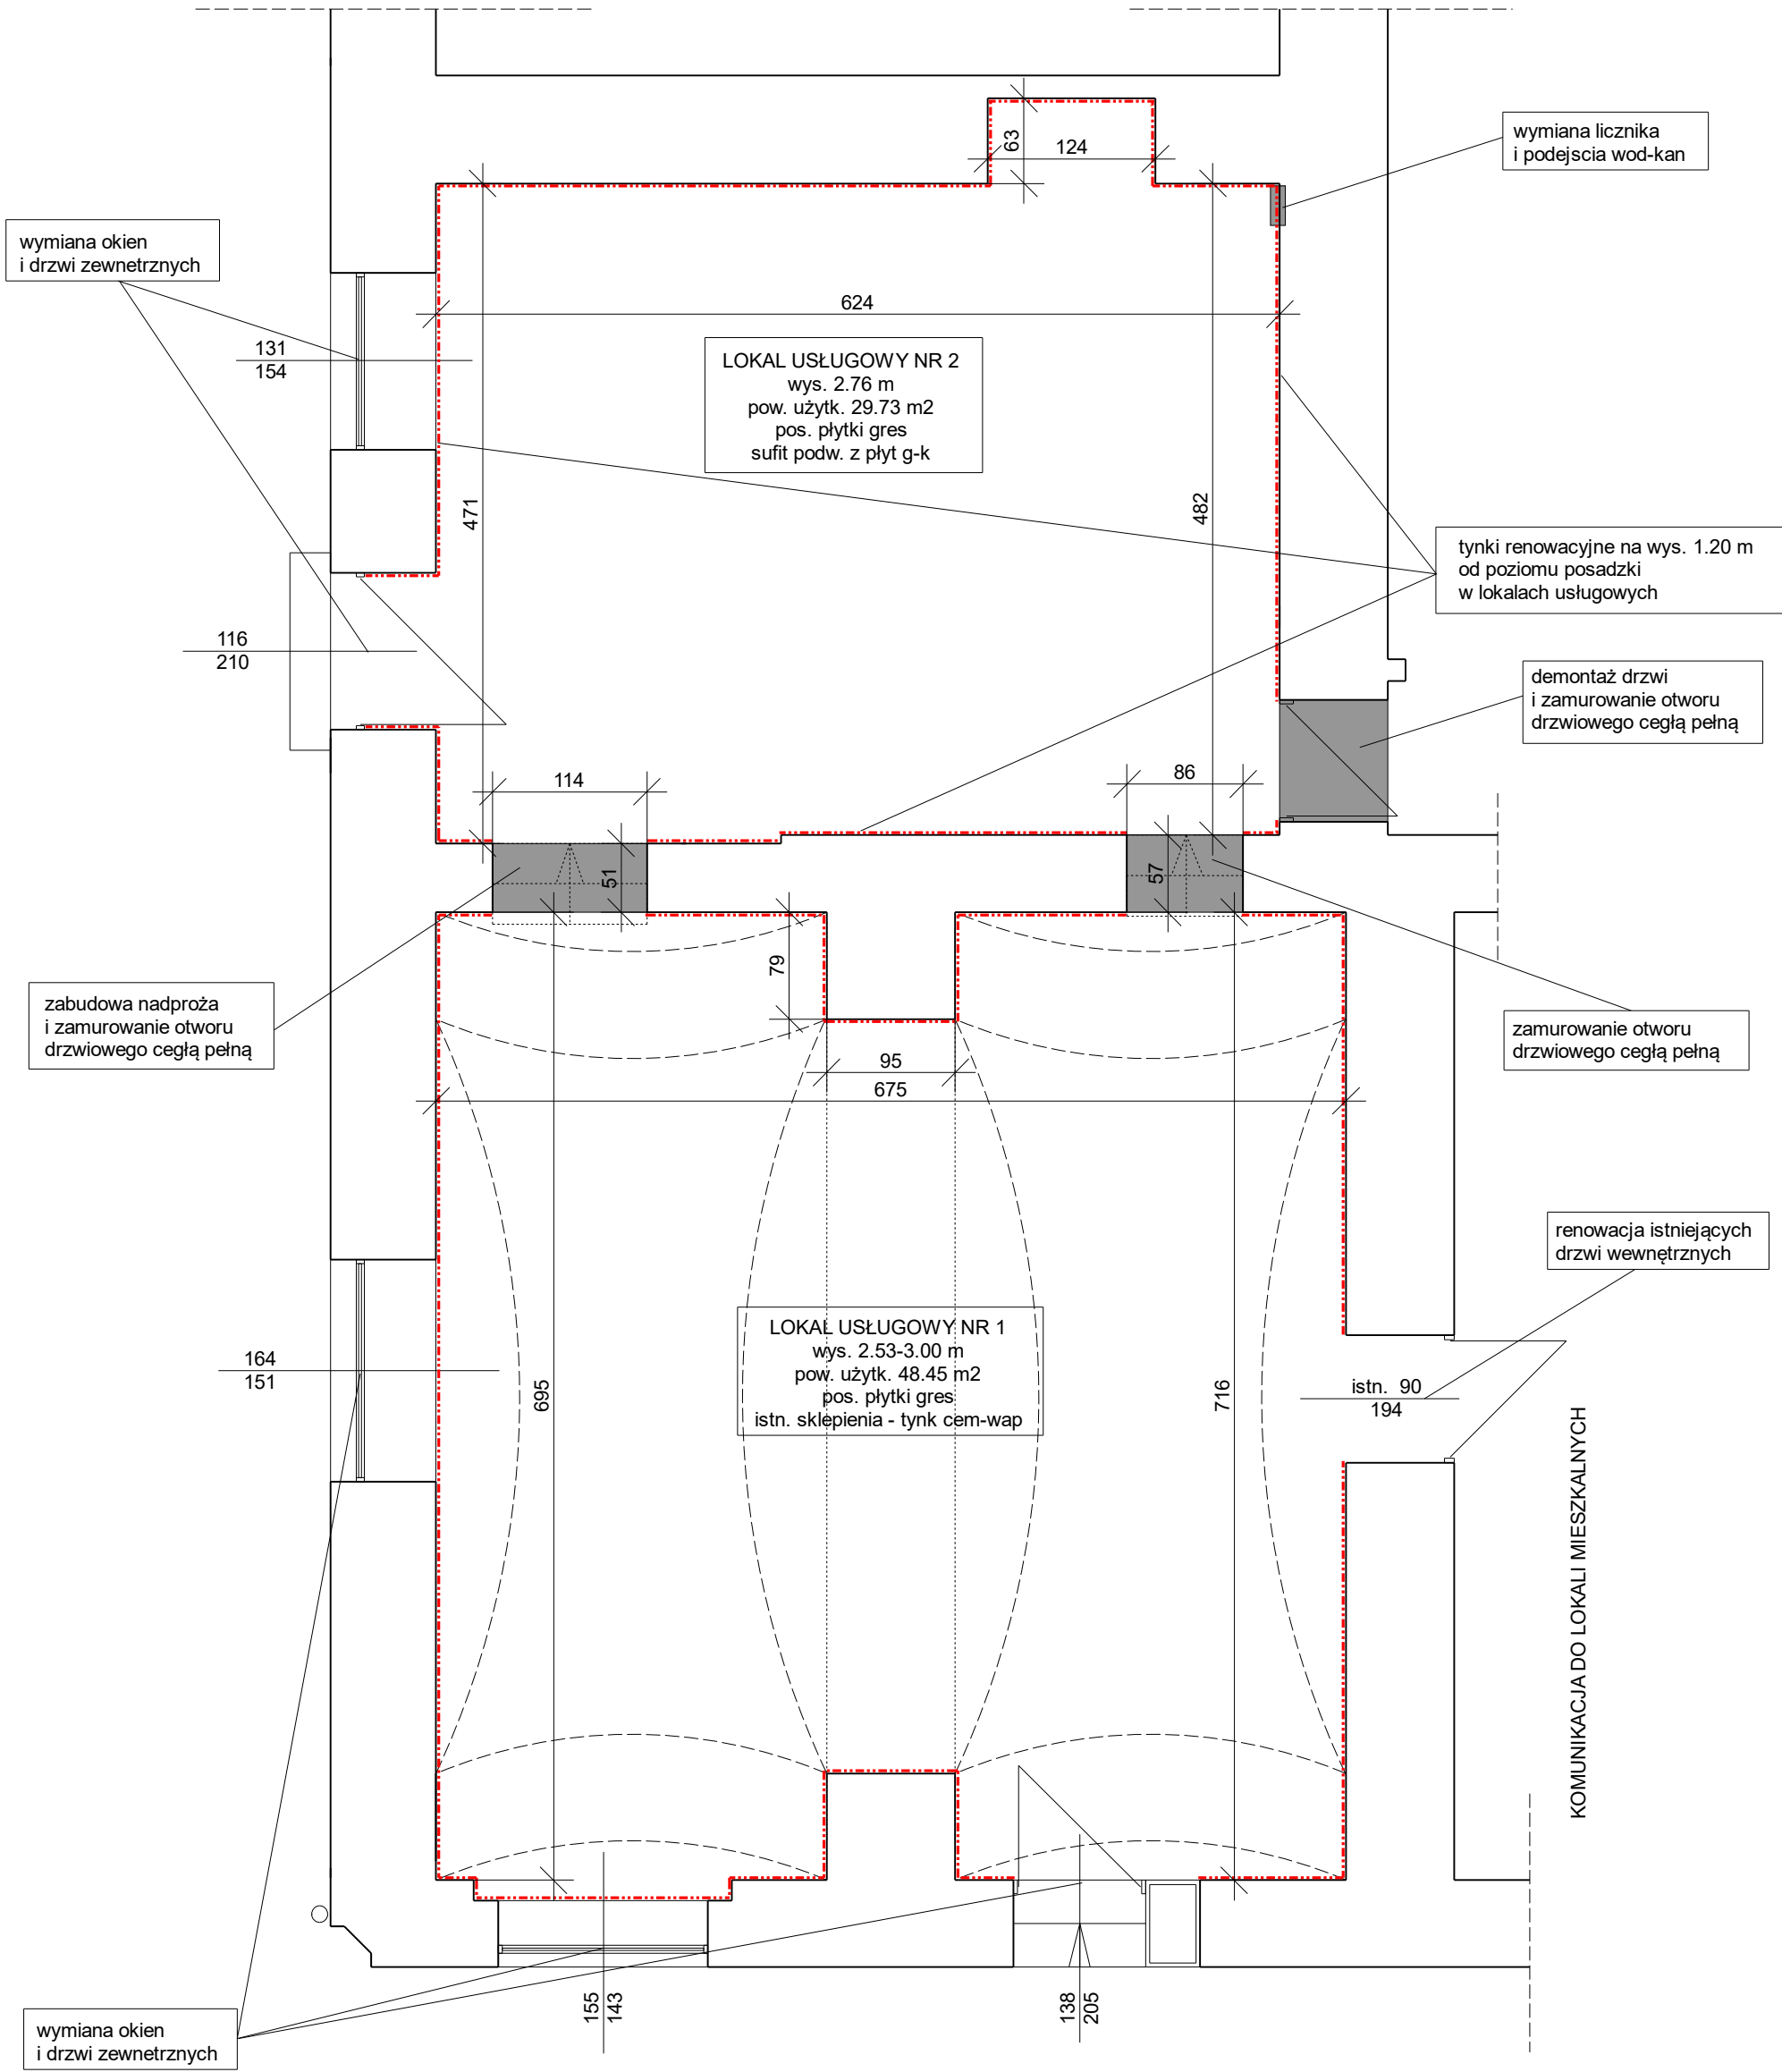 63
124
wymiana licznika
i podejscia wod-kan
wymiana okien
i drzwi zewnetrznych
624
131
154
LOKAL USŁUGOWY NR 2
wys. 2.76 m
pow. użytk. 29.73 m2
pos. płytki gres
sufit podw. z płyt g-k
471
482
tynki renowacyjne na wys. 1.20 m
od poziomu posadzki
w lokalach usługowych
116
210
demontaż drzwi
i zamurowanie otworu
drzwiowego cegłą pełną
114
86
51
57
79
zabudowa nadproża
i zamurowanie otworu
drzwiowego cegłą pełną
zamurowanie otworu
drzwiowego cegłą pełną
95
675
renowacja istniejących
drzwi wewnętrznych
LOKAL USŁUGOWY NR 1
wys. 2.53-3.00 m
pow. użytk. 48.45 m2
pos. płytki gres
istn. sklepienia - tynk cem-wap
164
151
695
716
istn. 90
194
KOMUNIKACJA DO LOKALI MIESZKALNYCH
155
143
138
205
wymiana okien
i drzwi zewnetrznych